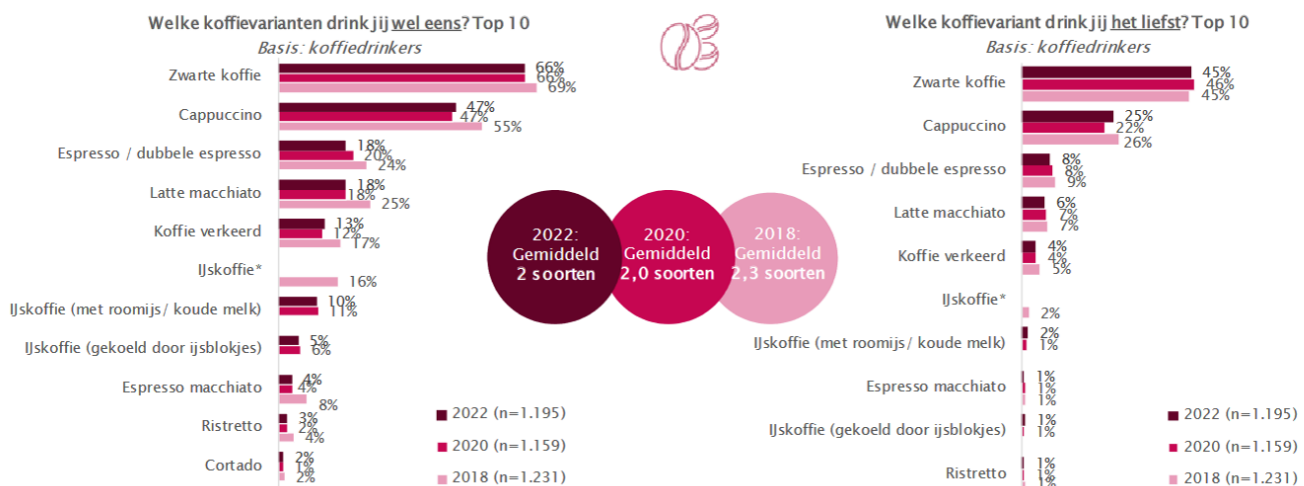 Welke koffievarianten drink jij wel eens? Top 10
Basis: koffiedrinkers
Zwarte koffie
66%
66%
69%
Cappuccino
47%
47%
55%
Espresso / dubbele espresso
18%
20%
24%
Latte macchiato
18%
18%
25%
Koffie verkeerd
13%
12%
17%
IJskoffie*
16%
IJskoffie (met roomijs/ koude melk)
10%
11%
IJskoffie (gekoeld door ijsblokjes)
5%
6%
Espresso macchiato
4%
4%
8%
Ristretto
3%
2%
4%
Cortado
2%
1%
2%
2022 (n=1.195)
2020 (n=1.159)
2018 (n=1.231)
2022:
Gemiddeld
2 soorten
2020:
Gemiddeld
2,0 soorten
2018:
Gemiddeld
2,3 soorten
Welke koffievariant drink jij het liefst? Top 10
Basis: koffiedrinkers
Zwarte koffie
45%
46%
45%
Cappuccino
25%
22%
26%
Espresso / dubbele espresso
8%
8%
9%
Latte macchiato
6%
7%
7%
Koffie verkeerd
4%
4%
5%
IJskoffie*
2%
IJskoffie (met roomijs/ koude melk)
2%
1%
Espresso macchiato
1%
1%
1%
IJskoffie (gekoeld door ijsblokjes)
1%
1%
Ristretto
1%
1%
1%
2022 (n=1.195)
2020 (n=1.159)
2018 (n=1.231)